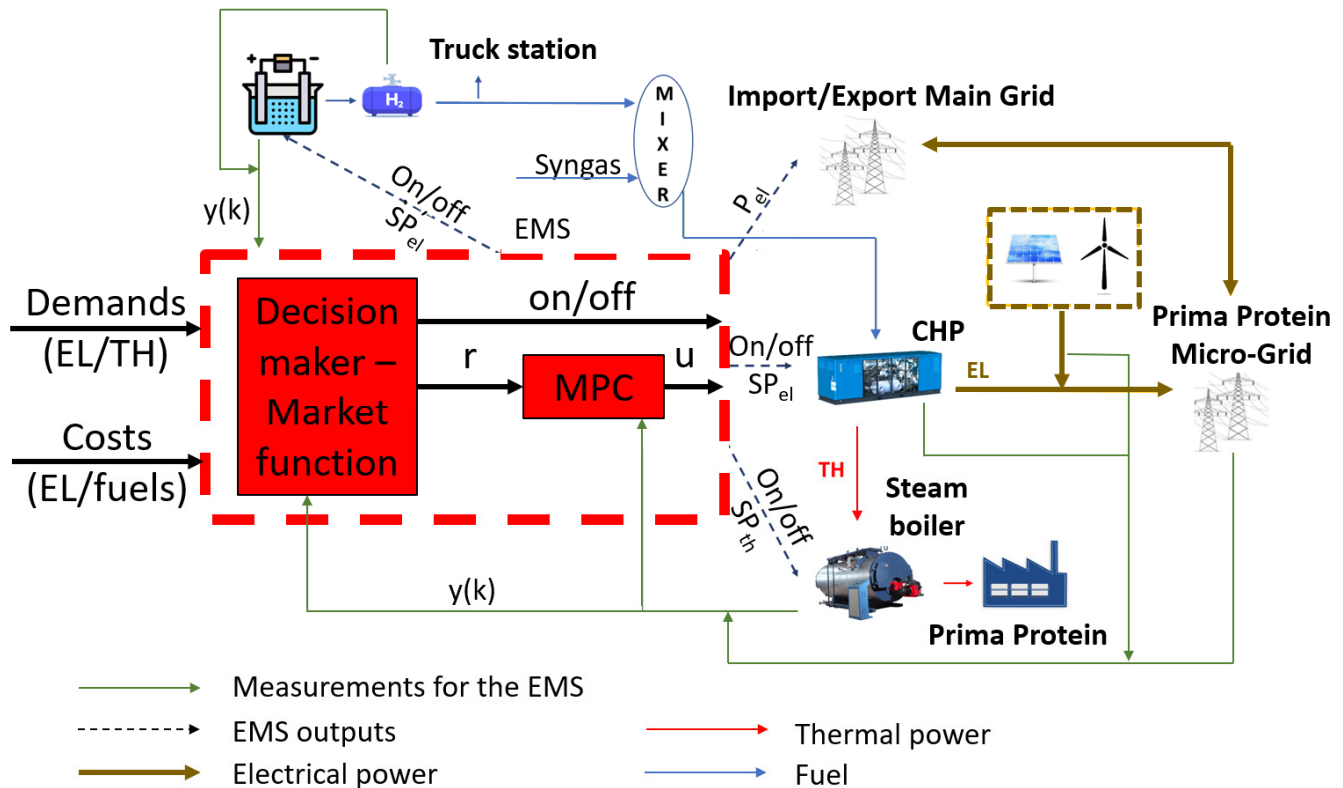 Truck station
+ –
H₂
M
I
X
E
R
Import/Export Main Grid
Syngas
On/off
SPel
y(k)
EMS
Pel
Demands
(EL/TH)
Costs
(EL/fuels)
Decision
maker –
Market
function
on/off
r
MPC
u
On/off
SPel
CHP
EL
Prima Protein
Micro-Grid
On/off
SPth
TH
Steam
boiler
Prima Protein
y(k)
Measurements for the EMS
EMS outputs
Electrical power
Thermal power
Fuel